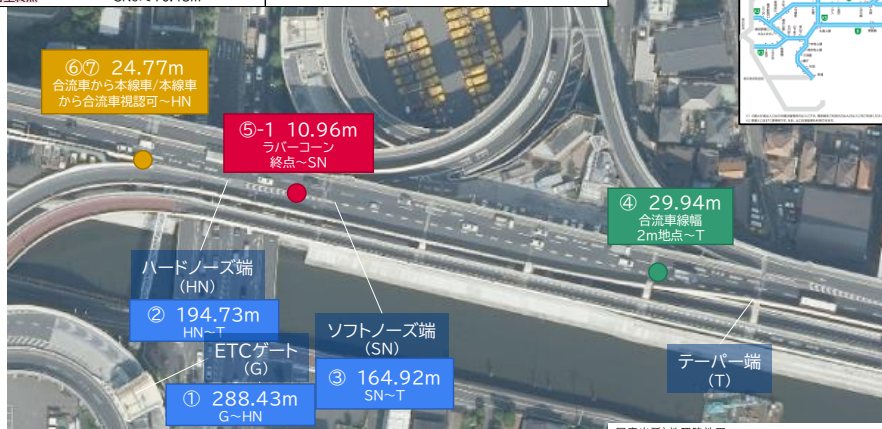 ⑥⑦ 24.77m
合流車から本線車/本線車
から合流車視認可～HN
⑤-1 10.96m
ラバーコーン
終点～SN
④ 29.94m
合流車線幅
2m地点～T
ハードノーズ端
(HN)
② 194.73m
HN～T
ETCゲート
(G)
① 288.43m
G～HN
ソフトノーズ端
(SN)
③ 164.92m
SN～T
テーパー端
(T)